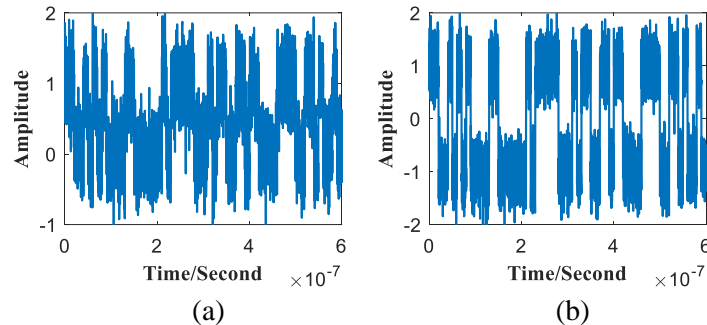 2
1
0
-1
Amplitude
0 2 4 6
Time/Second
×10⁻⁷
(a)
2
1
0
-1
-2
Amplitude
0 2 4 6
Time/Second
×10⁻⁷
(b)